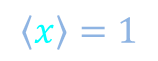 ⟨x⟩ = 1